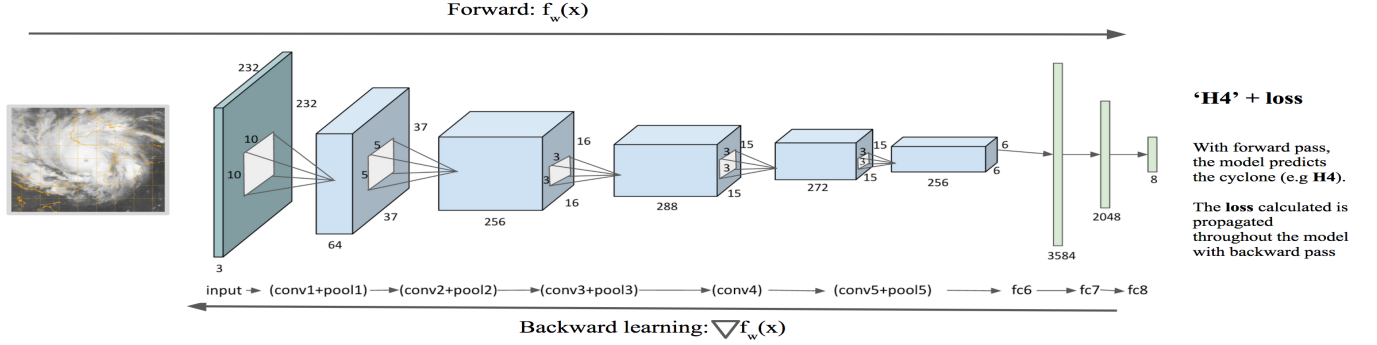 Forward: f_w(x)
232
232
10
10
3
37
5
5
37
64
16
3
3
16
256
15
3
3
15
288
15
3
3
15
272
6
6
256
3584
2048
8
‘H4’ + loss
With forward pass,
the model predicts
the cyclone (e.g H4).
The loss calculated is
propagated
throughout the model
with backward pass
input (conv1+pool1) (conv2+pool2) (conv3+pool3) (conv4) (conv5+pool5) fc6 fc7 fc8
Backward learning: ▽f_w(x)